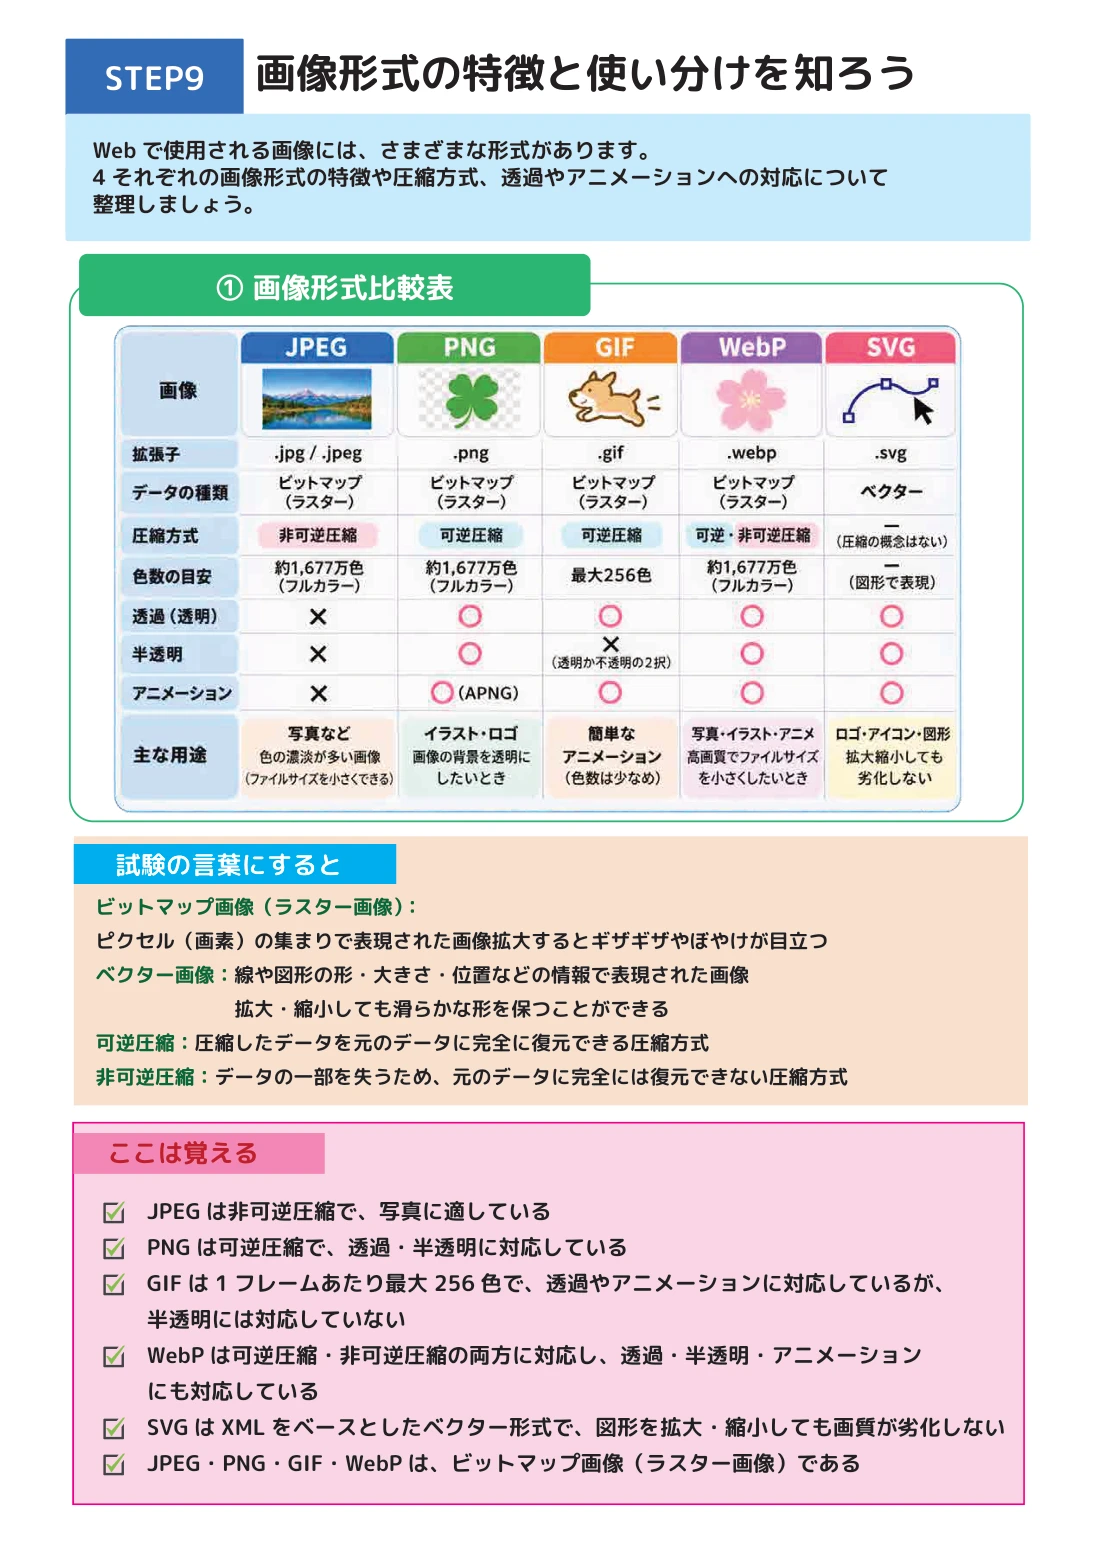 STEP9
画像形式の特徴と使い分けを知ろう
Web で使用される画像には、さまざまな形式があります。
4 それぞれの画像形式の特徴や圧縮方式、透過やアニメーションへの対応について
整理しましょう。
① 画像形式比較表
画像 JPEG PNG GIF WebP SVG
拡張子 .jpg / .jpeg .png .gif .webp .svg
データの種類 ビットマップ（ラスター） ビットマップ（ラスター） ビットマップ（ラスター） ビットマップ（ラスター） ベクター
圧縮方式 非可逆圧縮 可逆圧縮 可逆圧縮 可逆・非可逆圧縮 ー（圧縮の概念はない）
色数の目安 約1,677万色（フルカラー） 約1,677万色（フルカラー） 最大256色 約1,677万色（フルカラー） ー（図形で表現）
透過（透明） × ○ ○ ○ ○
半透明 × ○ ×（透明か不透明の2択） ○ ○
アニメーション × ○（APNG） ○ ○ ○
主な用途
写真など
色の濃淡が多い画像
（ファイルサイズを小さくできる）
イラスト・ロゴ
画像の背景を透明に
したいとき
簡単な
アニメーション
（色数は少なめ）
写真・イラスト・アニメ
高画質でファイルサイズ
を小さくしたいとき
ロゴ・アイコン・図形
拡大縮小しても
劣化しない
試験の言葉にすると
ビットマップ画像（ラスター画像）：
ピクセル（画素）の集まりで表現された画像拡大するとギザギザやぼやけが目立つ
ベクター画像：線や図形の形・大きさ・位置などの情報で表現された画像
拡大・縮小しても滑らかな形を保つことができる
可逆圧縮：圧縮したデータを元のデータに完全に復元できる圧縮方式
非可逆圧縮：データの一部を失うため、元のデータに完全には復元できない圧縮方式
ここは覚える
JPEG は非可逆圧縮で、写真に適している
PNG は可逆圧縮で、透過・半透明に対応している
GIF は 1 フレームあたり最大 256 色で、透過やアニメーションに対応しているが、
半透明には対応していない
WebP は可逆圧縮・非可逆圧縮の両方に対応し、透過・半透明・アニメーション
にも対応している
SVG は XML をベースとしたベクター形式で、図形を拡大・縮小しても画質が劣化しない
JPEG・PNG・GIF・WebP は、ビットマップ画像（ラスター画像）である